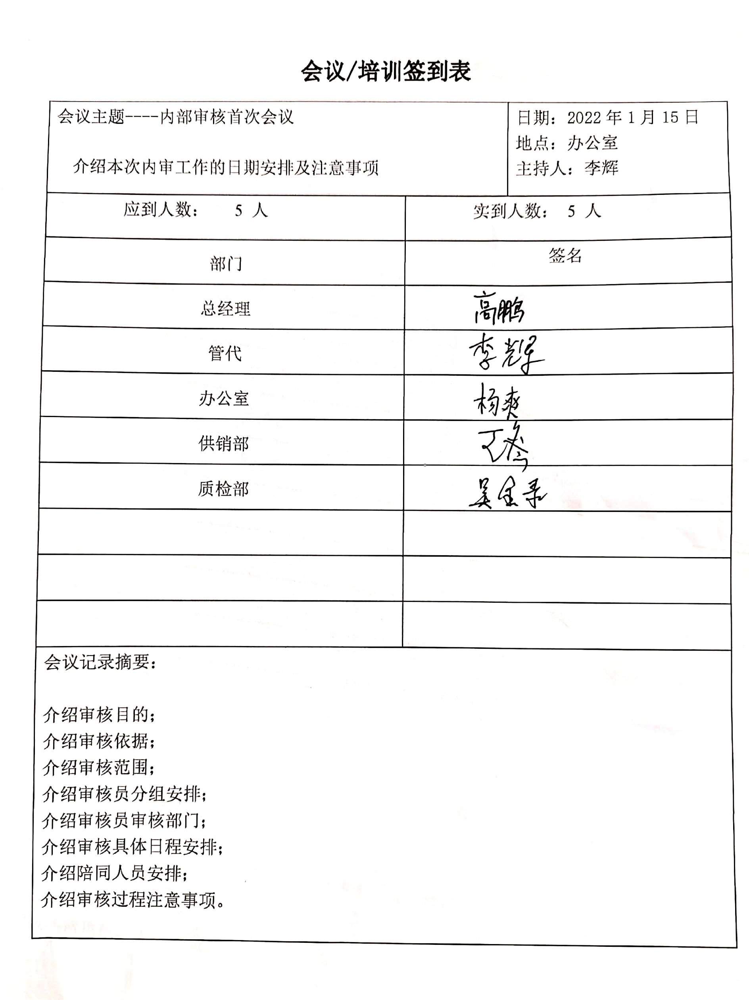 会议/培训签到表
会议主题----内部审核首次会议
介绍本次内审工作的日期安排及注意事项
日期：2022年1月15日
地点：办公室
主持人：李辉
应到人数： 5 人
实到人数： 5 人
部门
签名
总经理
高鹏
管代
李辉
办公室
杨爽
供销部
质检部
会议记录摘要：
介绍审核目的；
介绍审核依据；
介绍审核范围；
介绍审核员分组安排；
介绍审核员审核部门；
介绍审核具体日程安排；
介绍陪同人员安排；
介绍审核过程注意事项。